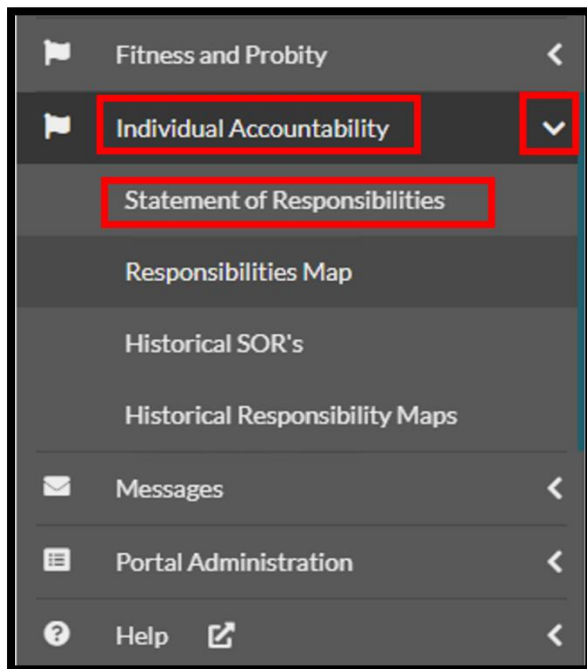 Fitness and Probity
Individual Accountability
Statement of Responsibilities
Responsibilities Map
Historical SOR's
Historical Responsibility Maps
Messages
Portal Administration
Help